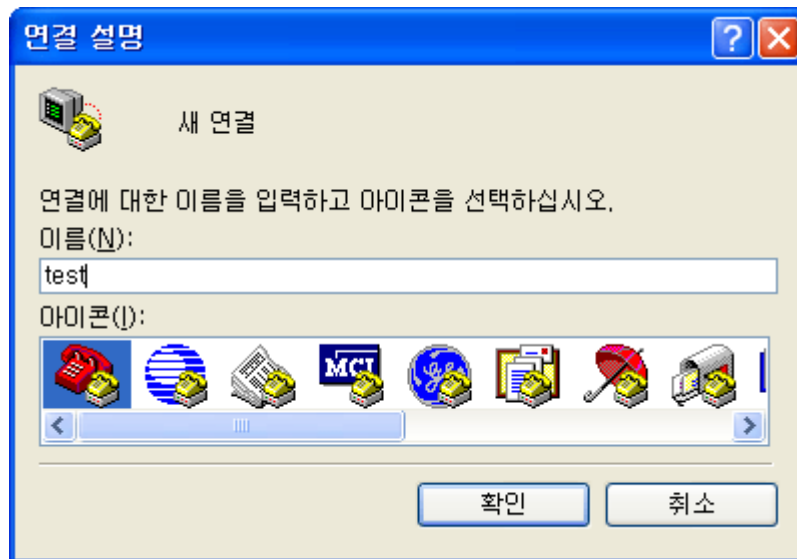 연결 설명
새 연결
연결에 대한 이름을 입력하고 아이콘을 선택하십시오.
이름(N):
test
아이콘(I):
MCI
확인 취소